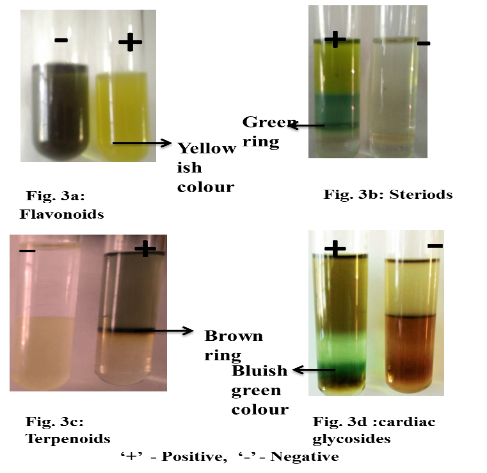 - +
+ -
Yellow
ish
colour
Green
ring
Fig. 3a:
Flavonoids
Fig. 3b: Steriods
- +
+ -
Brown
ring
Bluish
green
colour
Fig. 3c:
Terpenoids
Fig. 3d :cardiac
glycosides
‘+’ - Positive, ‘-’ - Negative